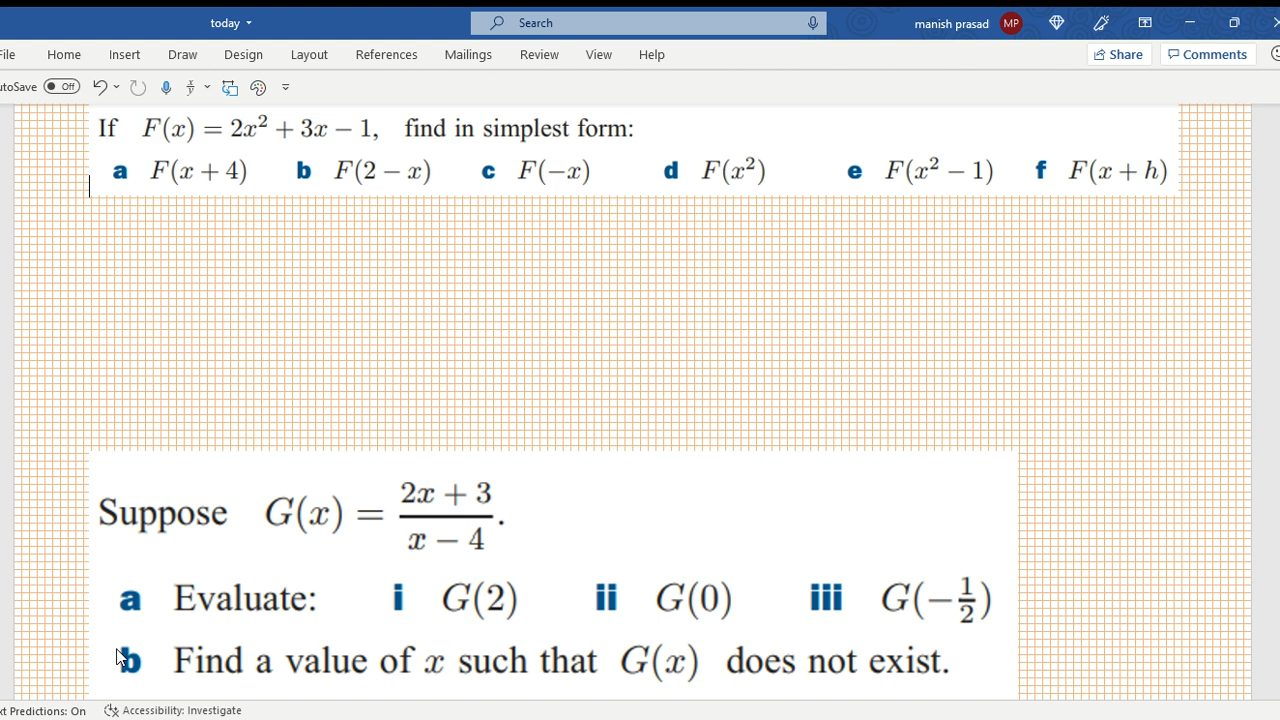 today
Search
manish prasad MP
File Home Insert Draw Design Layout References Mailings Review View Help Share Comments
utoSave Off
If F(x) = 2x² + 3x − 1, find in simplest form:
a F(x + 4) b F(2 − x) c F(−x) d F(x²) e F(x² − 1) f F(x + h)
Suppose G(x) = (2x + 3)/(x − 4).
a Evaluate: i G(2) ii G(0) iii G(−1/2)
b Find a value of x such that G(x) does not exist.
xt Predictions: On Accessibility: Investigate